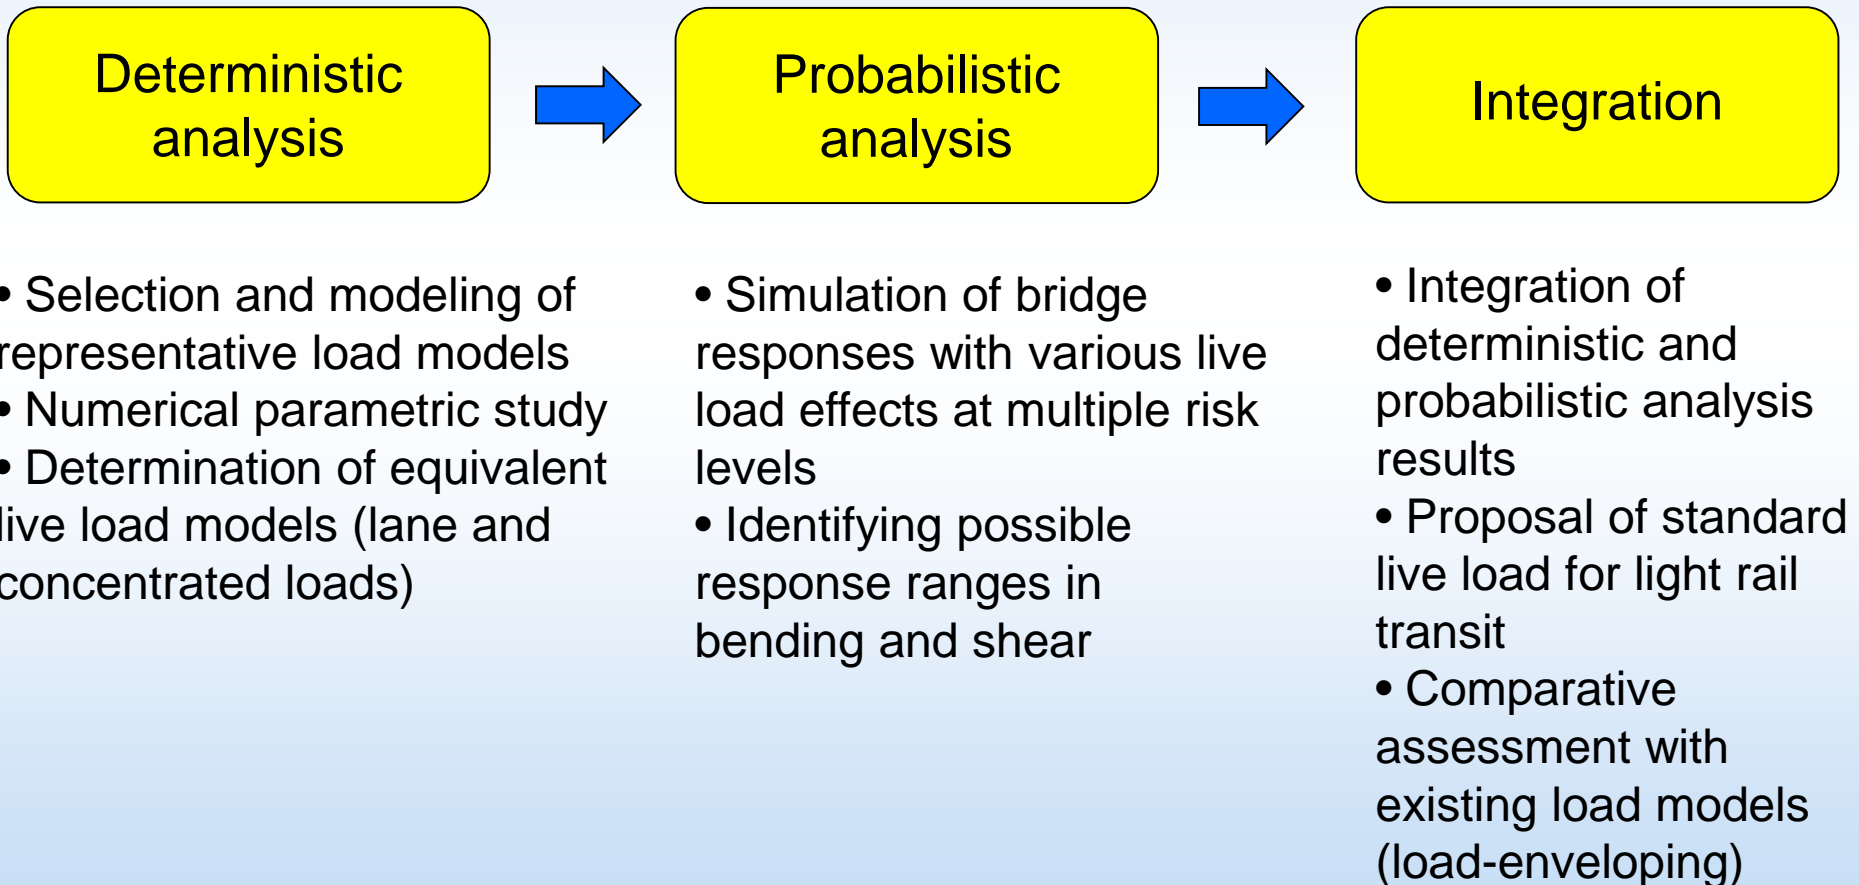 Deterministic
analysis
Probabilistic
analysis
Integration
• Selection and modeling of
representative load models
• Numerical parametric study
• Determination of equivalent
live load models (lane and
concentrated loads)
• Simulation of bridge
responses with various live
load effects at multiple risk
levels
• Identifying possible
response ranges in
bending and shear
• Integration of
deterministic and
probabilistic analysis
results
• Proposal of standard
live load for light rail
transit
• Comparative
assessment with
existing load models
(load-enveloping)